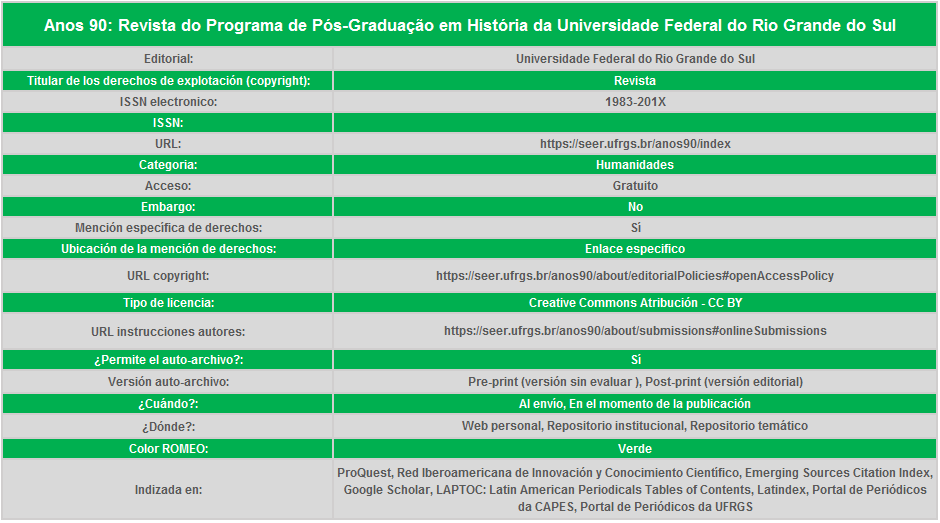 Anos 90: Revista do Programa de Pós-Graduação em História da Universidade Federal do Rio Grande do Sul
Editorial: Universidade Federal do Rio Grande do Sul
Titular de los derechos de explotación (copyright): Revista
ISSN electronico: 1983-201X
ISSN:
URL: https://seer.ufrgs.br/anos90/index
Categoria: Humanidades
Acceso: Gratuito
Embargo: No
Mención especifica de derechos: Sì
Ubicación de la mención de derechos: Enlace especifico
URL copyright: https://seer.ufrgs.br/anos90/about/editorialPolicies#openAccessPolicy
Tipo de licencia: Creative Commons Atribución - CC BY
URL instrucciones autores: https://seer.ufrgs.br/anos90/about/submissions#onlineSubmissions
¿Permite el auto-archivo?: Sì
Versión auto-archivo: Pre-print (versión sin evaluar ), Post-print (versión editorial)
¿Cuándo?: Al envio, En el momento de la publicación
¿Dónde?: Web personal, Repositorio institucional, Repositorio temático
Color ROMEO: Verde
Indizada en: ProQuest, Red Iberoamericana de Innovación y Conocimiento Científico, Emerging Sources Citation Index,
Google Scholar, LAPTOC: Latin American Periodicals Tables of Contents, Latindex, Portal de Periódicos
da CAPES, Portal de Periódicos da UFRGS